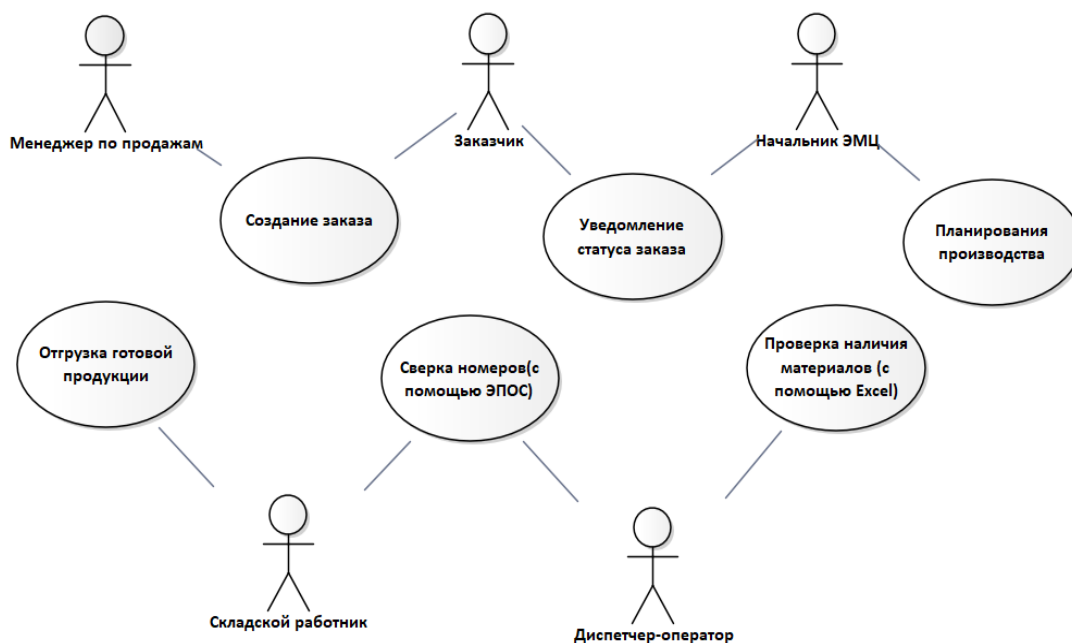 Менеджер по продажам
Заказчик
Начальник ЭМЦ
Создание заказа
Уведомление
статуса заказа
Планирования
производства
Отгрузка готовой
продукции
Сверка номеров(с
помощью ЭПОС)
Проверка наличия
материалов (с
помощью Excel)
Складской работник
Диспетчер-оператор